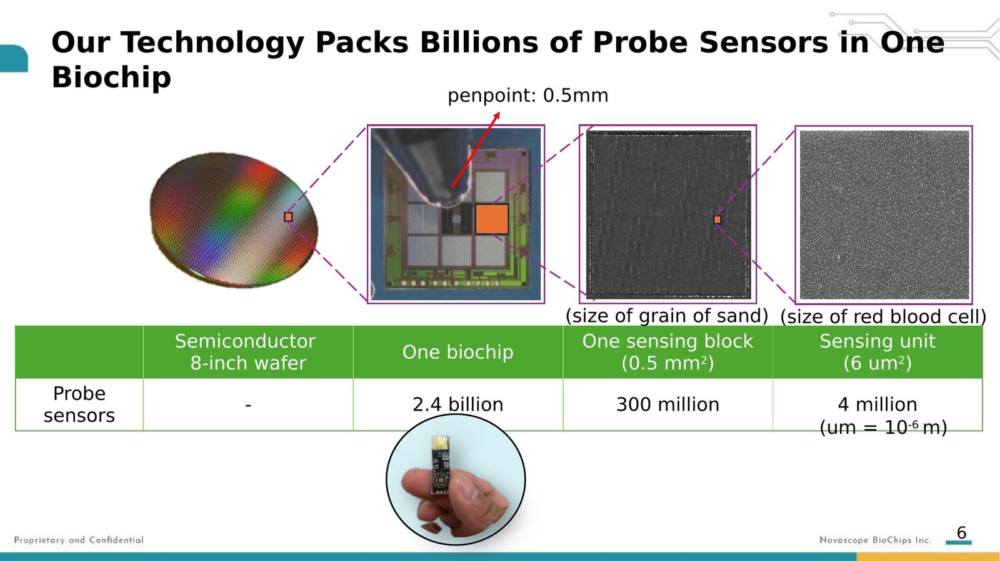 Our Technology Packs Billions of Probe Sensors in One
Biochip
penpoint: 0.5mm
(size of grain of sand)
(size of red blood cell)
Semiconductor
8-inch wafer
One biochip
One sensing block
(0.5 mm²)
Sensing unit
(6 um²)
Probe
sensors
-
2.4 billion
300 million
4 million
(um = 10⁻⁶ m)
Proprietary and Confidential
Novascope BioChips Inc.
6